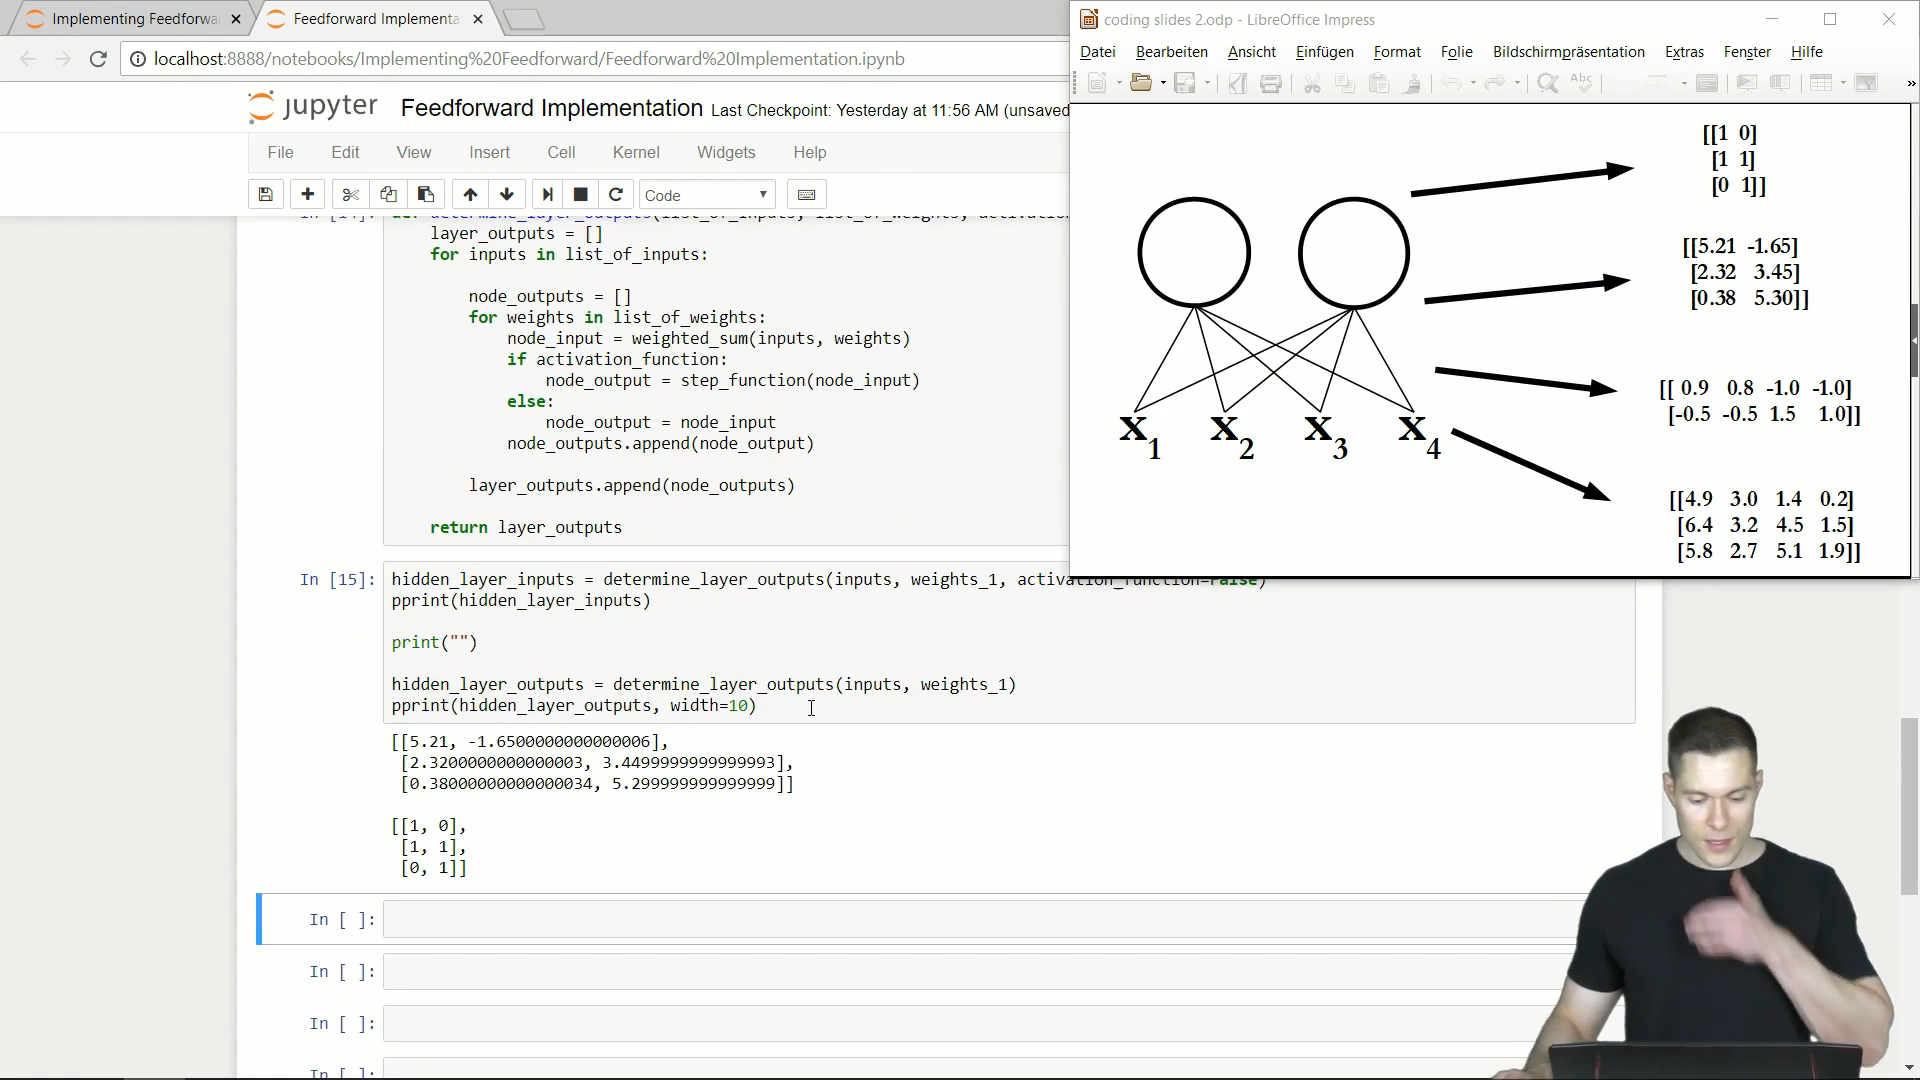 Implementing Feedforwa
Feedforward Implementa
localhost:8888/notebooks/Implementing%20Feedforward/Feedforward%20Implementation.ipynb
jupyter
Feedforward Implementation Last Checkpoint: Yesterday at 11:56 AM (unsaved
File Edit View Insert Cell Kernel Widgets Help
Code
layer_outputs = []
for inputs in list_of_inputs:
node_outputs = []
for weights in list_of_weights:
node_input = weighted_sum(inputs, weights)
if activation_function:
node_output = step_function(node_input)
else:
node_output = node_input
node_outputs.append(node_output)
layer_outputs.append(node_outputs)
return layer_outputs
In [15]: hidden_layer_inputs = determine_layer_outputs(inputs, weights_1, activation_function=False)
pprint(hidden_layer_inputs)
print("")
hidden_layer_outputs = determine_layer_outputs(inputs, weights_1)
pprint(hidden_layer_outputs, width=10)
[[5.21, -1.6500000000000006],
[2.3200000000000003, 3.4499999999999993],
[0.38000000000000034, 5.299999999999999]]
[[1, 0],
[1, 1],
[0, 1]]
In [ ]:
In [ ]:
In [ ]:
In [ ]:
coding slides 2.odp - LibreOffice Impress
Datei Bearbeiten Ansicht Einfügen Format Folie Bildschirmpräsentation Extras Fenster Hilfe
Abc
»
[[1 0]
[1 1]
[0 1]]
[[5.21 -1.65]
[2.32 3.45]
[0.38 5.30]]
[[ 0.9 0.8 -1.0 -1.0]
[-0.5 -0.5 1.5 1.0]]
x1 x2 x3 x4
[[4.9 3.0 1.4 0.2]
[6.4 3.2 4.5 1.5]
[5.8 2.7 5.1 1.9]]